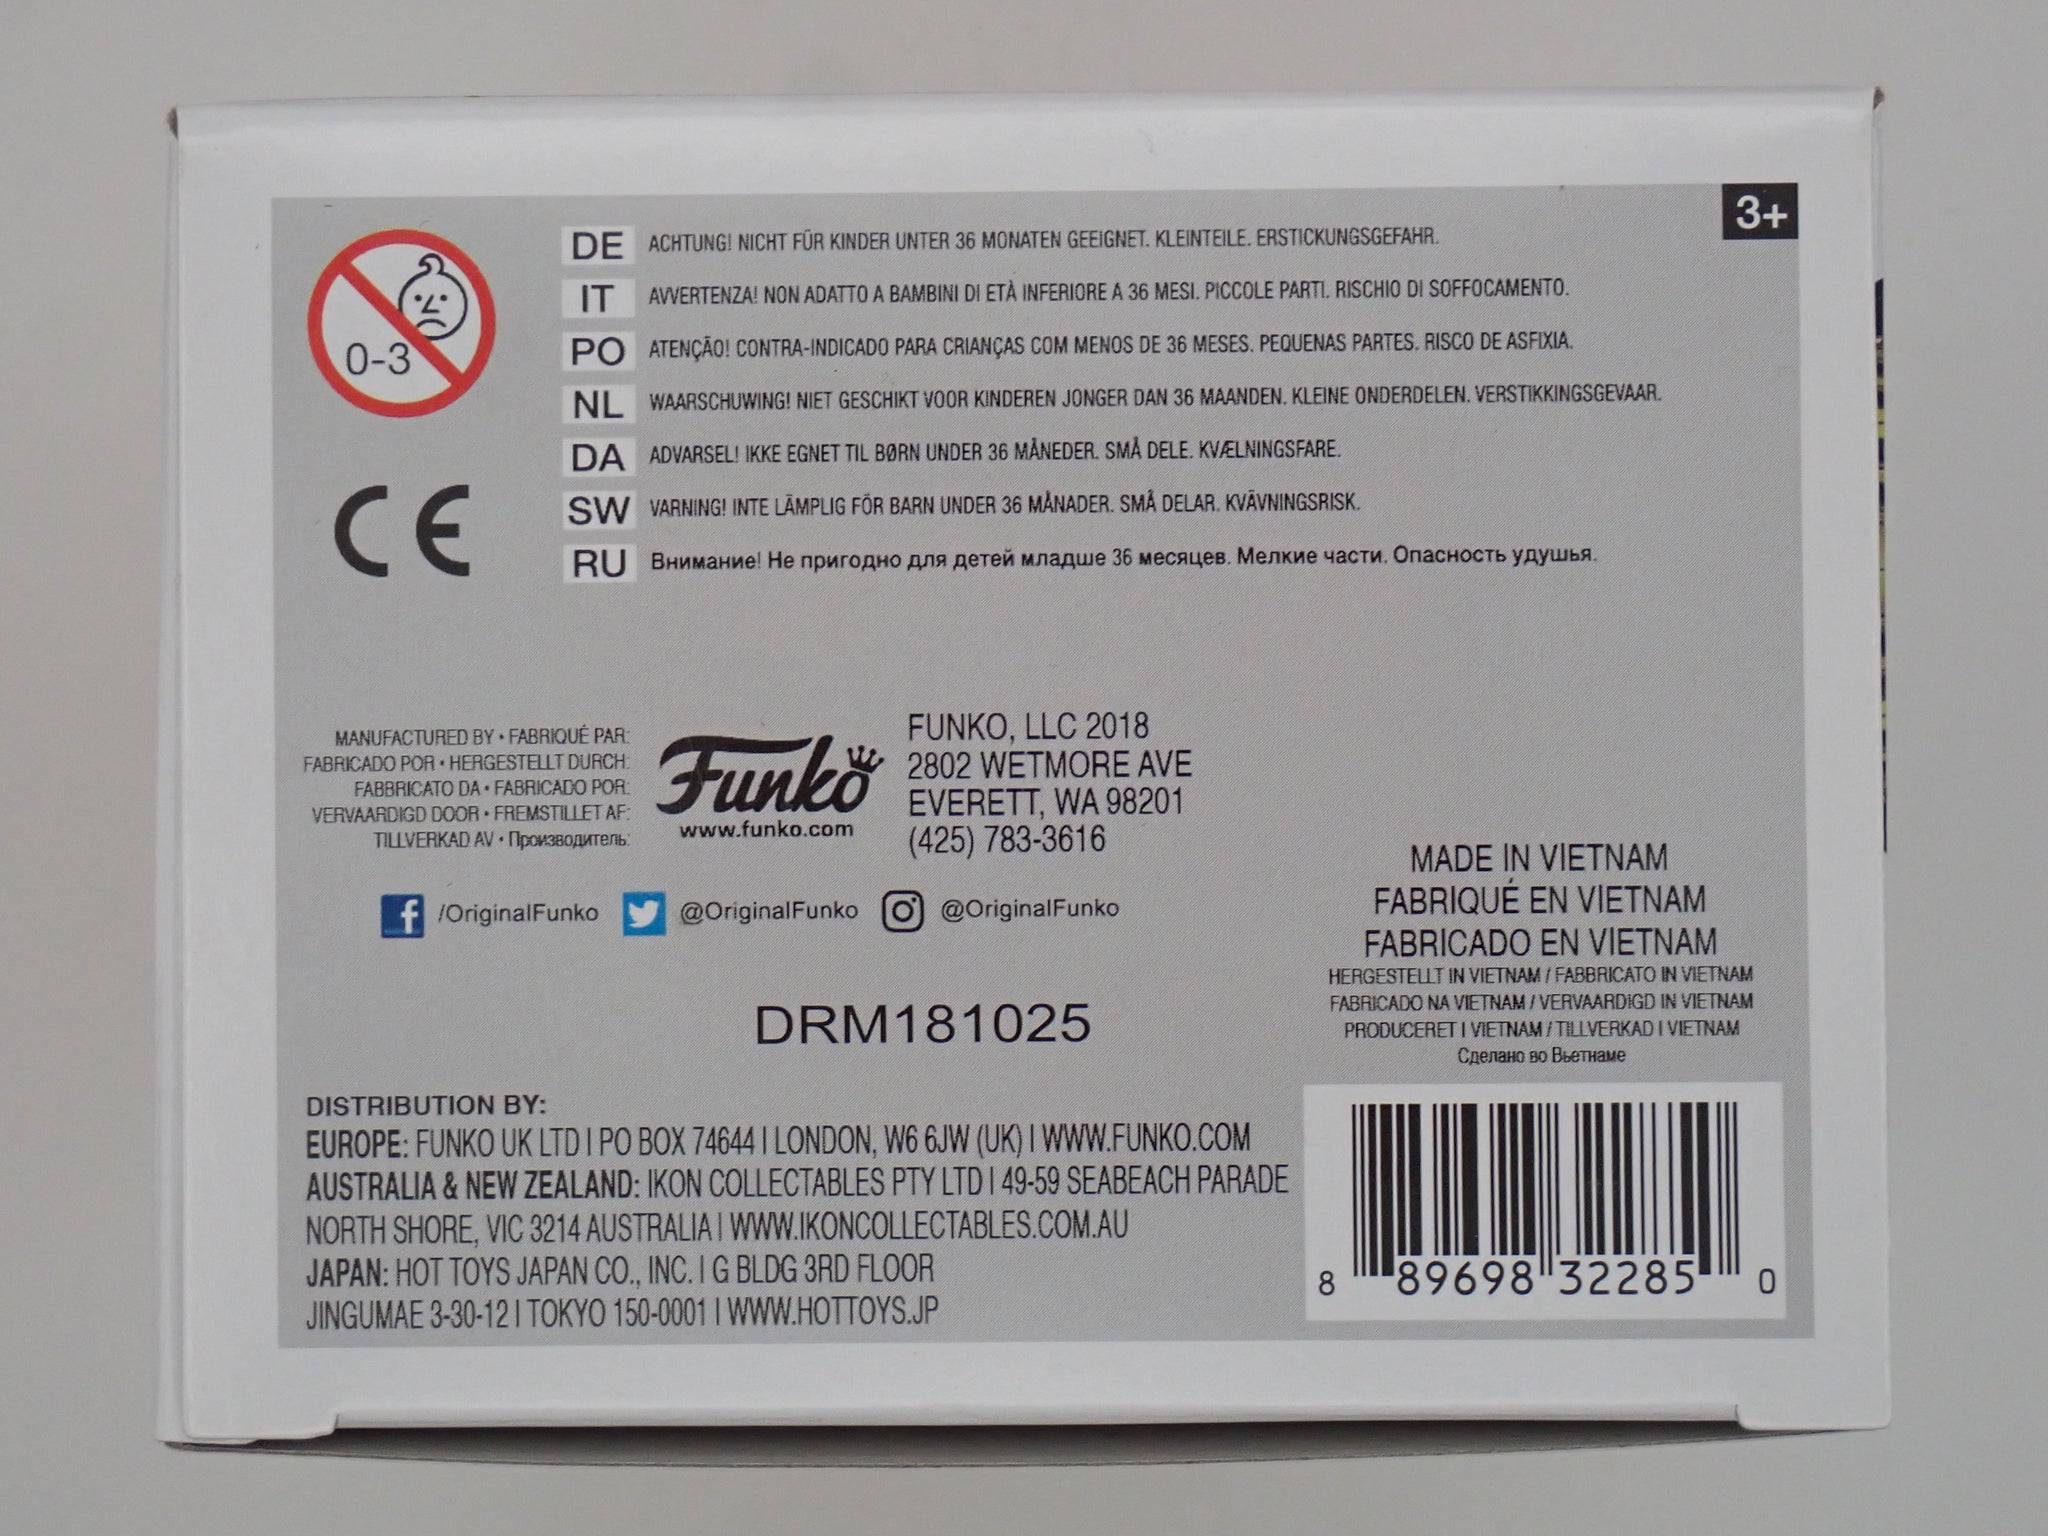 3+
0-3
DE ACHTUNG! NICHT FÜR KINDER UNTER 36 MONATEN GEEIGNET. KLEINTEILE. ERSTICKUNGSGEFAHR.
IT AVVERTENZA! NON ADATTO A BAMBINI DI ETÀ INFERIORE A 36 MESI. PICCOLE PARTI. RISCHIO DI SOFFOCAMENTO.
PO ATENÇÃO! CONTRA-INDICADO PARA CRIANÇAS COM MENOS DE 36 MESES. PEQUENAS PARTES. RISCO DE ASFIXIA.
NL WAARSCHUWING! NIET GESCHIKT VOOR KINDEREN JONGER DAN 36 MAANDEN. KLEINE ONDERDELEN. VERSTIKKINGSGEVAAR.
DA ADVARSEL! IKKE EGNET TIL BØRN UNDER 36 MÅNEDER. SMÅ DELE. KVÆLNINGSFARE.
SW VARNING! INTE LÄMPLIG FÖR BARN UNDER 36 MÅNADER. SMÅ DELAR. KVÄVNINGSRISK.
RU Внимание! Не пригодно для детей младше 36 месяцев. Мелкие части. Опасность удушья.
CE
MANUFACTURED BY • FABRIQUÉ PAR:
FABRICADO POR • HERGESTELLT DURCH:
FABBRICATO DA • FABRICADO POR:
VERVAARDIGD DOOR • FREMSTILLET AF:
TILLVERKAD AV • Производитель:
Funko
www.funko.com
FUNKO, LLC 2018
2802 WETMORE AVE
EVERETT, WA 98201
(425) 783-3616
/OriginalFunko @OriginalFunko @OriginalFunko
MADE IN VIETNAM
FABRIQUÉ EN VIETNAM
FABRICADO EN VIETNAM
HERGESTELLT IN VIETNAM / FABBRICATO IN VIETNAM
FABRICADO NA VIETNAM / VERVAARDIGD IN VIETNAM
PRODUCERET I VIETNAM / TILLVERKAD I VIETNAM
Сделано во Вьетнаме
DRM181025
DISTRIBUTION BY:
EUROPE: FUNKO UK LTD | PO BOX 74644 | LONDON, W6 6JW (UK) | WWW.FUNKO.COM
AUSTRALIA & NEW ZEALAND: IKON COLLECTABLES PTY LTD | 49-59 SEABEACH PARADE
NORTH SHORE, VIC 3214 AUSTRALIA | WWW.IKONCOLLECTABLES.COM.AU
JAPAN: HOT TOYS JAPAN CO., INC. | G BLDG 3RD FLOOR
JINGUMAE 3-30-12 | TOKYO 150-0001 | WWW.HOTTOYS.JP
8 89698 32285 0